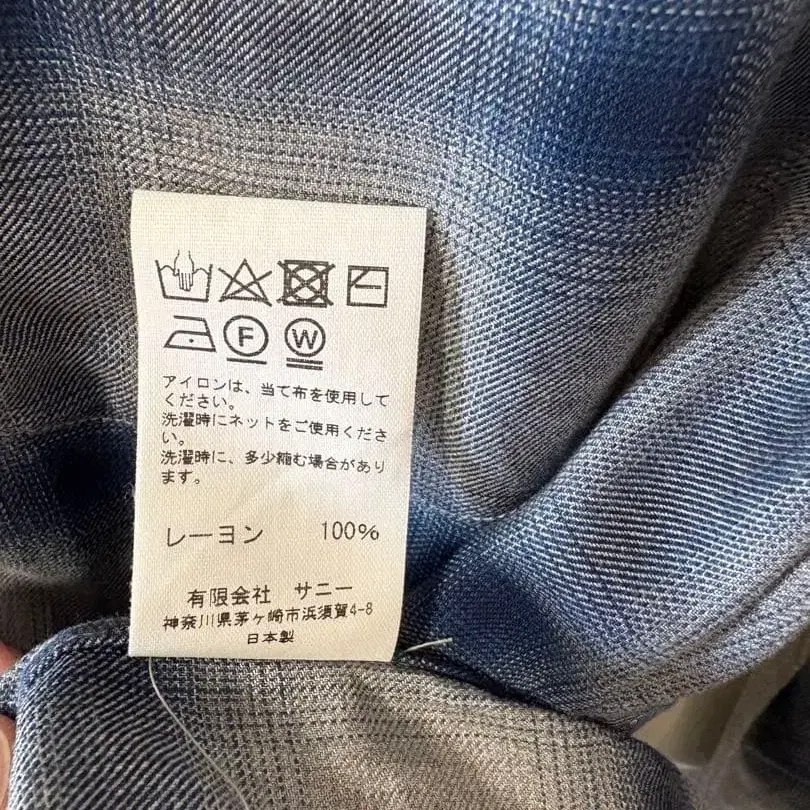 F W
アイロンは、当て布を使用して
ください。
洗濯時にネットをご使用くださ
い。
洗濯時に、多少縮む場合があり
ます。
レーヨン 100%
有限会社 サニー
神奈川県茅ヶ崎市浜須賀4-8
日本製